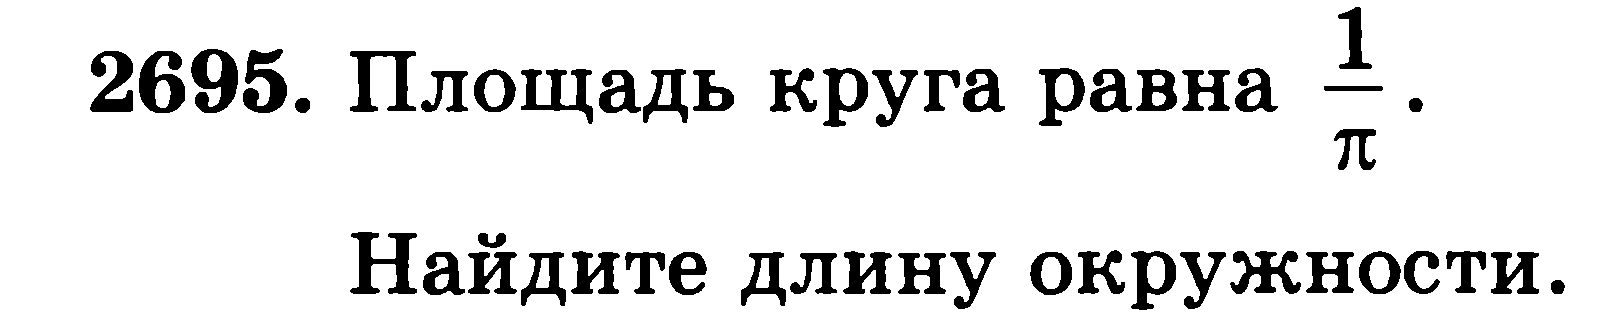 2695. Площадь круга равна 1/π.
Найдите длину окружности.